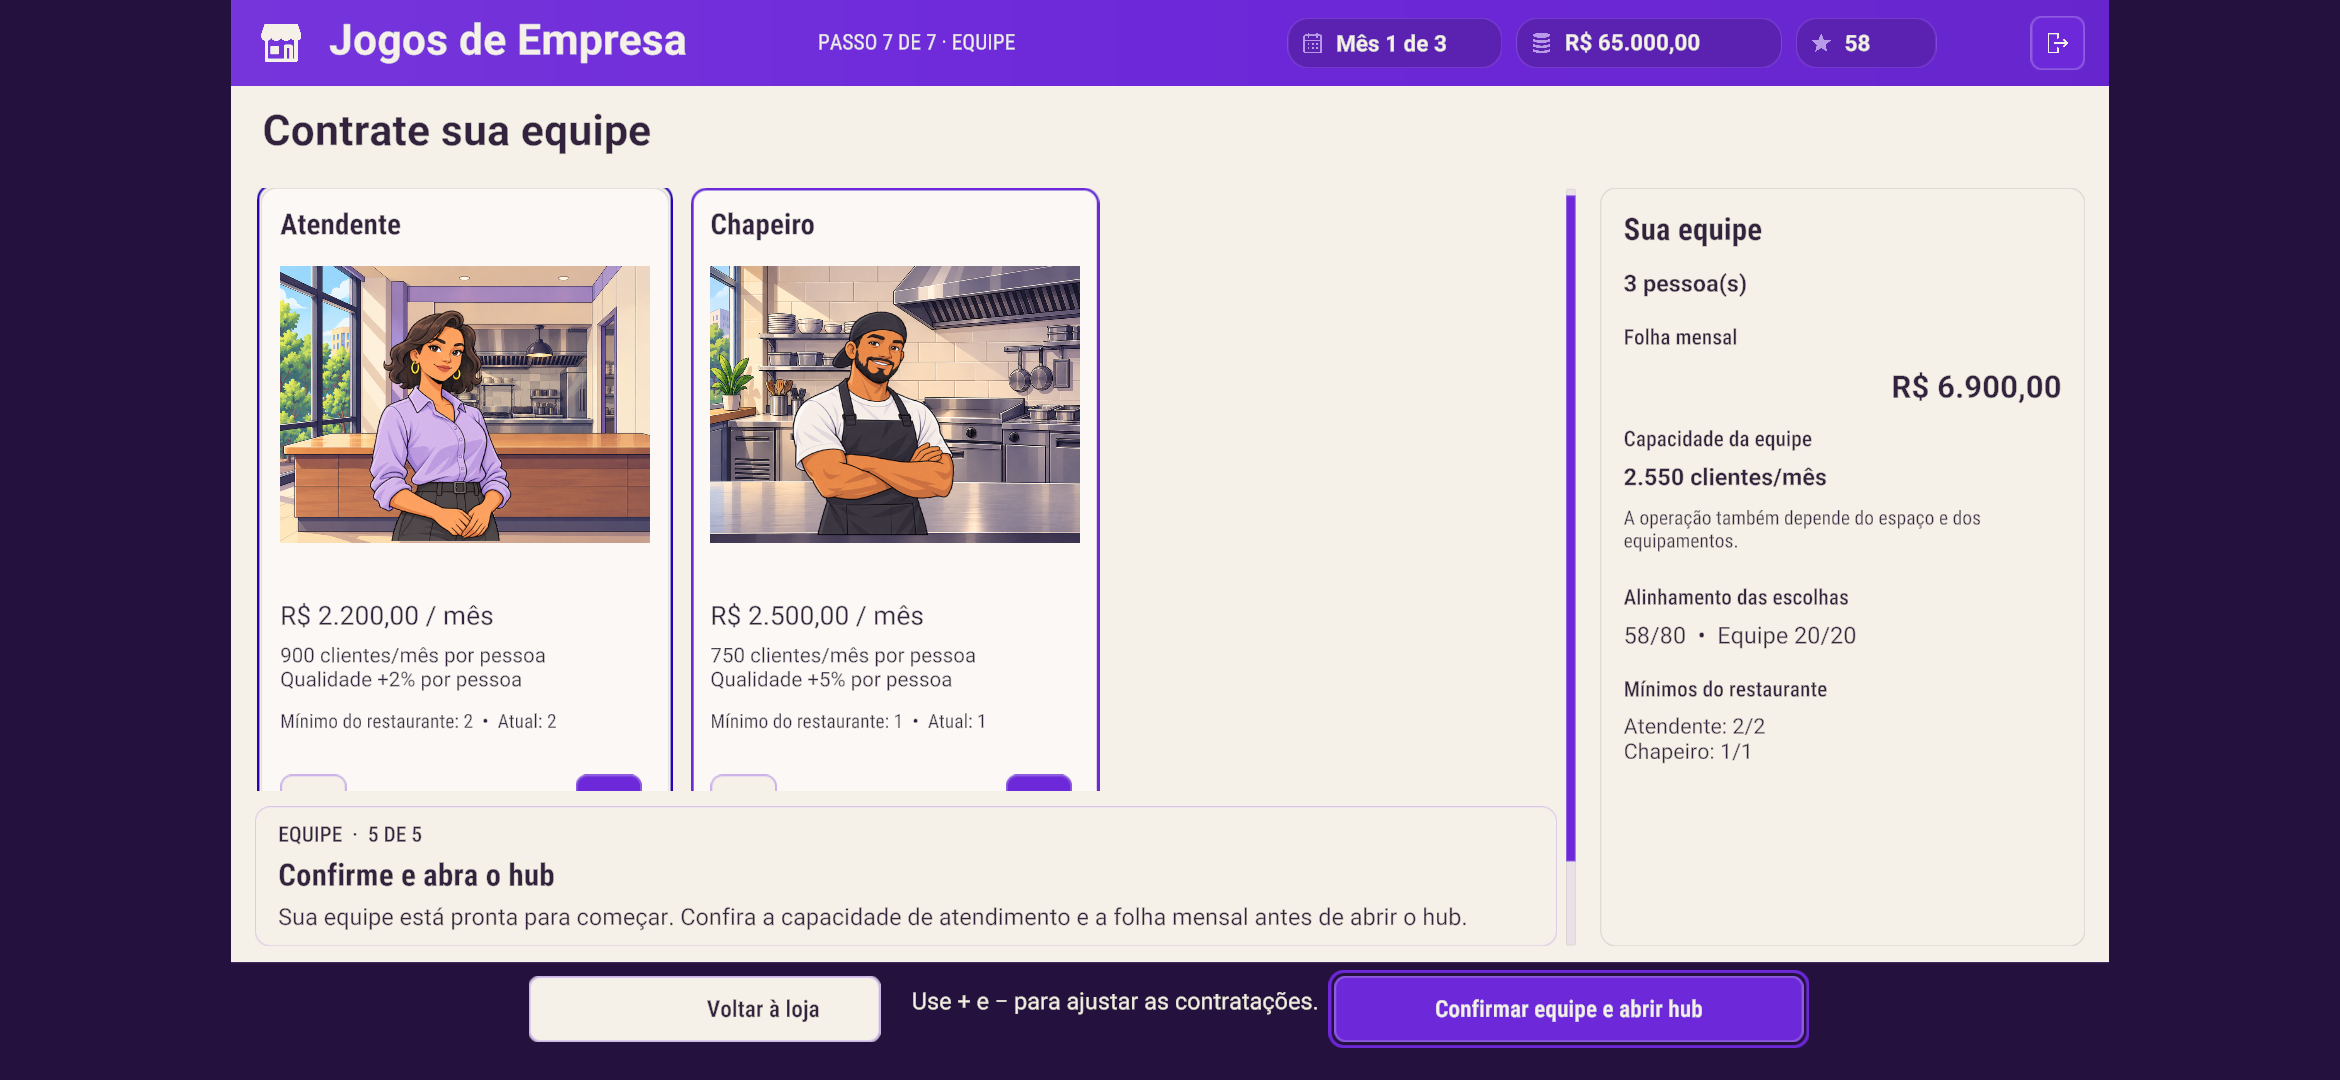 Jogos de Empresa
PASSO 7 DE 7 · EQUIPE
Mês 1 de 3
R$ 65.000,00
58
Contrate sua equipe
Atendente
R$ 2.200,00 / mês
900 clientes/mês por pessoa
Qualidade +2% por pessoa
Mínimo do restaurante: 2 • Atual: 2
Chapeiro
R$ 2.500,00 / mês
750 clientes/mês por pessoa
Qualidade +5% por pessoa
Mínimo do restaurante: 1 • Atual: 1
Sua equipe
3 pessoa(s)
Folha mensal
R$ 6.900,00
Capacidade da equipe
2.550 clientes/mês
A operação também depende do espaço e dos
equipamentos.
Alinhamento das escolhas
58/80 • Equipe 20/20
Mínimos do restaurante
Atendente: 2/2
Chapeiro: 1/1
EQUIPE · 5 DE 5
Confirme e abra o hub
Sua equipe está pronta para começar. Confira a capacidade de atendimento e a folha mensal antes de abrir o hub.
Voltar à loja
Use + e − para ajustar as contratações.
Confirmar equipe e abrir hub